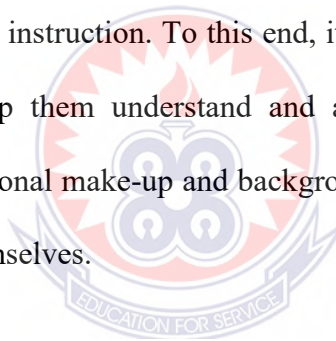 instruction. To this end, i
p them understand and a
onal make-up and backgro
nselves.
EDUCATION FOR SERVICE